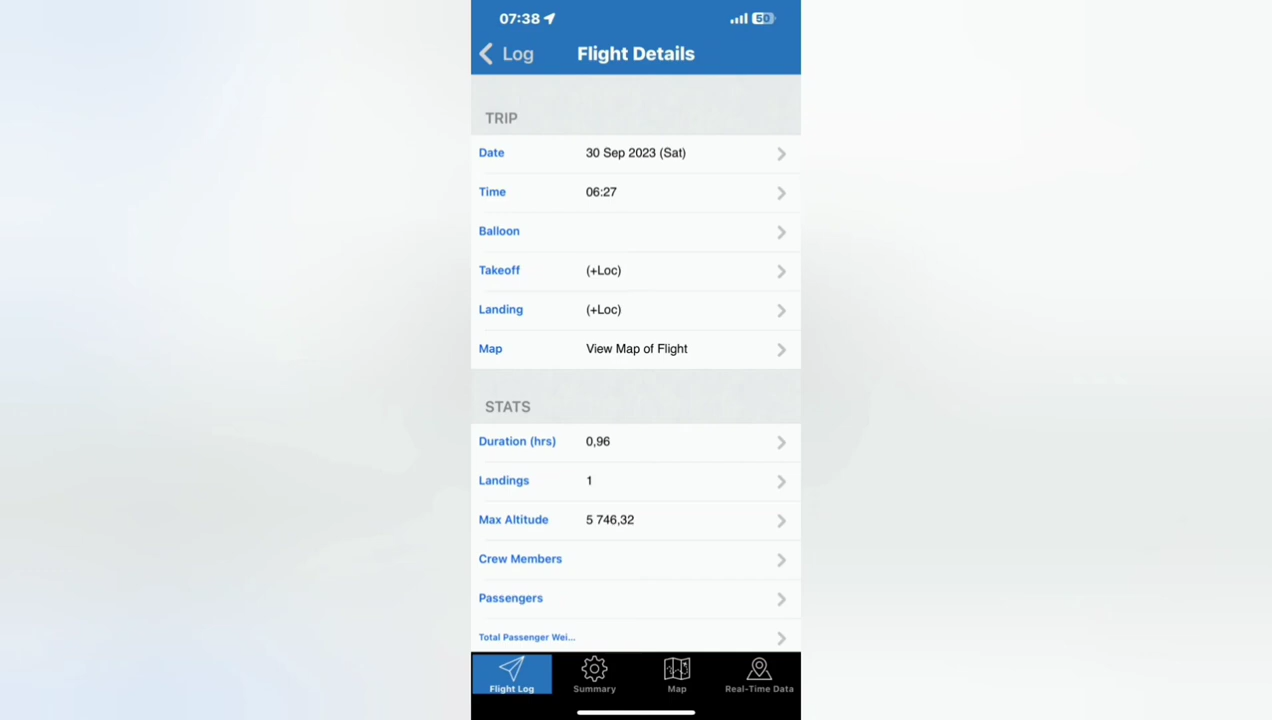 07:38 50
Log Flight Details
TRIP
Date 30 Sep 2023 (Sat)
Time 06:27
Balloon
Takeoff (+Loc)
Landing (+Loc)
Map View Map of Flight
STATS
Duration (hrs) 0,96
Landings 1
Max Altitude 5 746,32
Crew Members
Passengers
Total Passenger Wei...
Flight Log Summary Map Real-Time Data